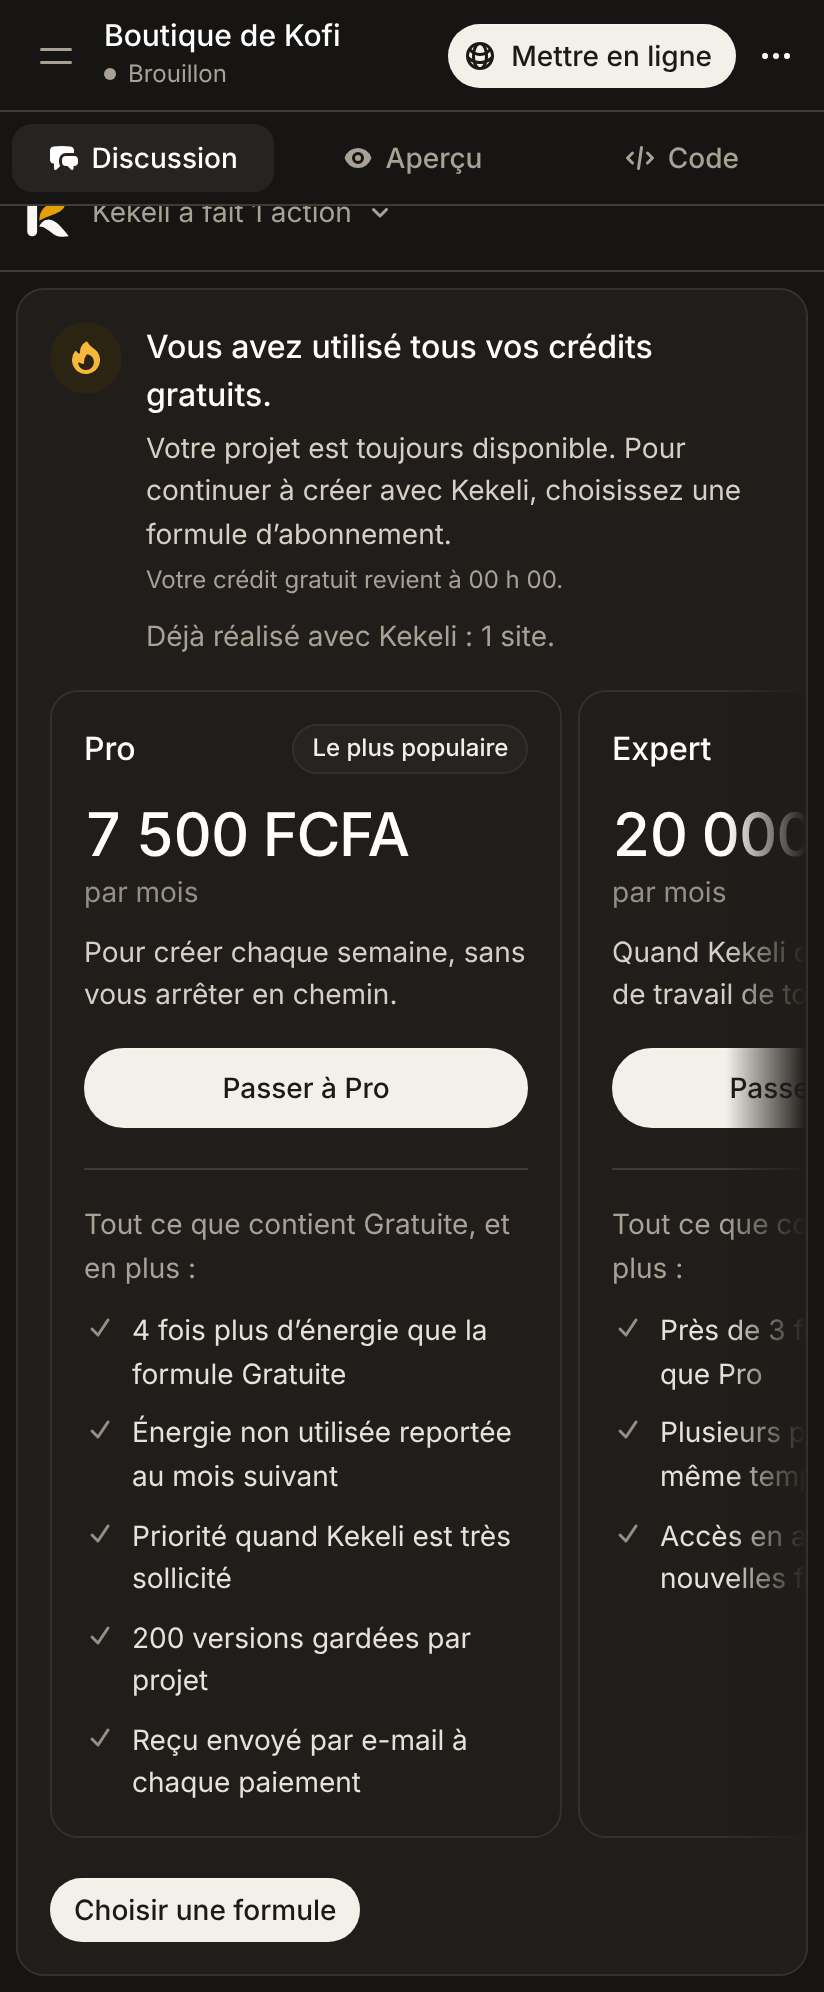 Boutique de Kofi
Brouillon
Mettre en ligne
Discussion
Aperçu
Code
Kekeli a fait 1 action
Vous avez utilisé tous vos crédits
gratuits.
Votre projet est toujours disponible. Pour
continuer à créer avec Kekeli, choisissez une
formule d’abonnement.
Votre crédit gratuit revient à 00 h 00.
Déjà réalisé avec Kekeli : 1 site.
Pro
Le plus populaire
7 500 FCFA
par mois
Pour créer chaque semaine, sans
vous arrêter en chemin.
Passer à Pro
Tout ce que contient Gratuite, et
en plus :
4 fois plus d’énergie que la
formule Gratuite
Énergie non utilisée reportée
au mois suivant
Priorité quand Kekeli est très
sollicité
200 versions gardées par
projet
Reçu envoyé par e-mail à
chaque paiement
Expert
20 000
par mois
Quand Kekeli
de travail de
Tout ce que
plus :
Près de 3
que Pro
Plusieurs
même
Accès en
nouvelles
Choisir une formule